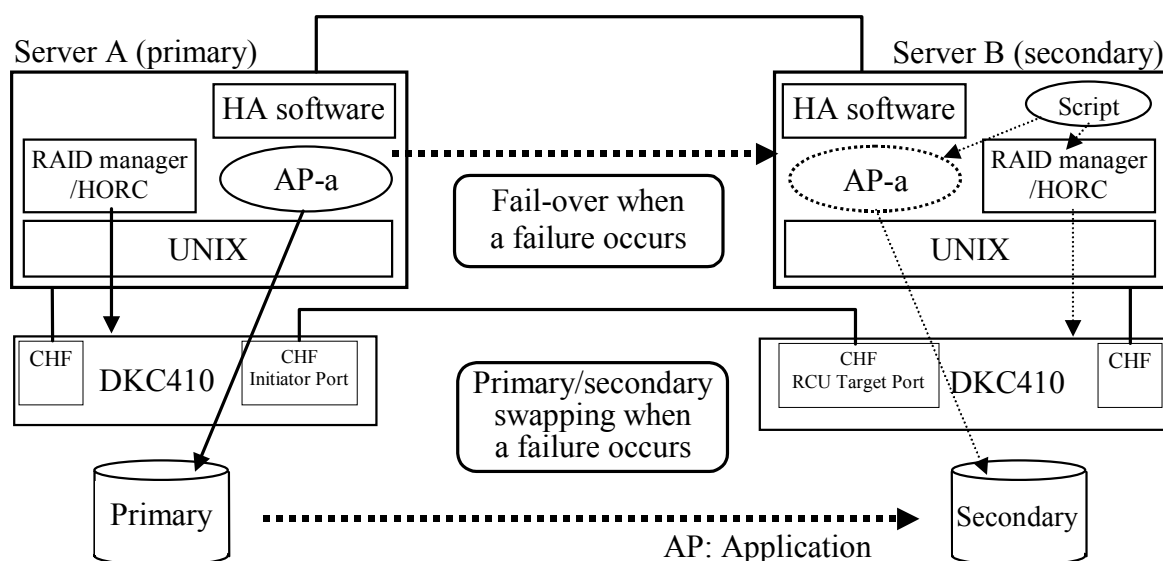 Server A (primary)
HA software
RAID manager
/HORC
AP-a
UNIX
CHF
DKC410
CHF
Initiator Port
Primary
Fail-over when
a failure occurs
Primary/secondary
swapping when
a failure occurs
AP: Application
Server B (secondary)
HA software
Script
AP-a
RAID manager
/HORC
UNIX
CHF
RCU Target Port
DKC410
CHF
Secondary